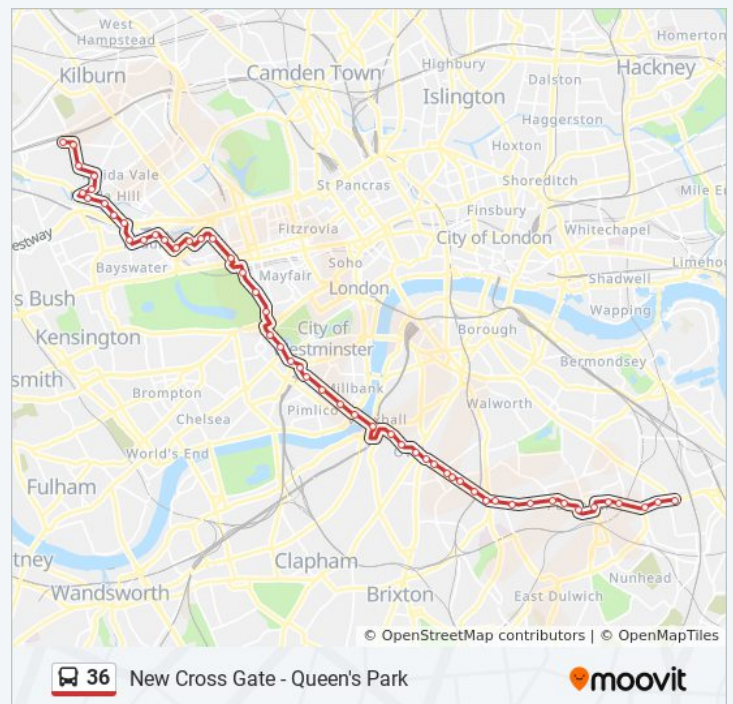 West
Hampstead
Homerton
Kilburn
Camden Town
Highbury
Hackney
Dalston
Islington
Haggerston
Hoxton
ida Vale
St Pancras
Shoreditch
Mile E
Hill
Finsbury
Fitzrovia
Whitechapel
City of London
estway
Limeho
Bayswater
Soho
Mayfair
Shadwell
London
s Bush
Wapping
City of
Borough
Kensington
estminster
Bermondsey
smith
Brompton
illbank
Walworth
Chelsea
Pimlico
hall
World's End
Fulham
tney
Clapham
Nunhead
Wandsworth
Brixton
East Dulwich
© OpenStreetMap contributors | © OpenMapTiles
36 New Cross Gate - Queen's Park
moovit